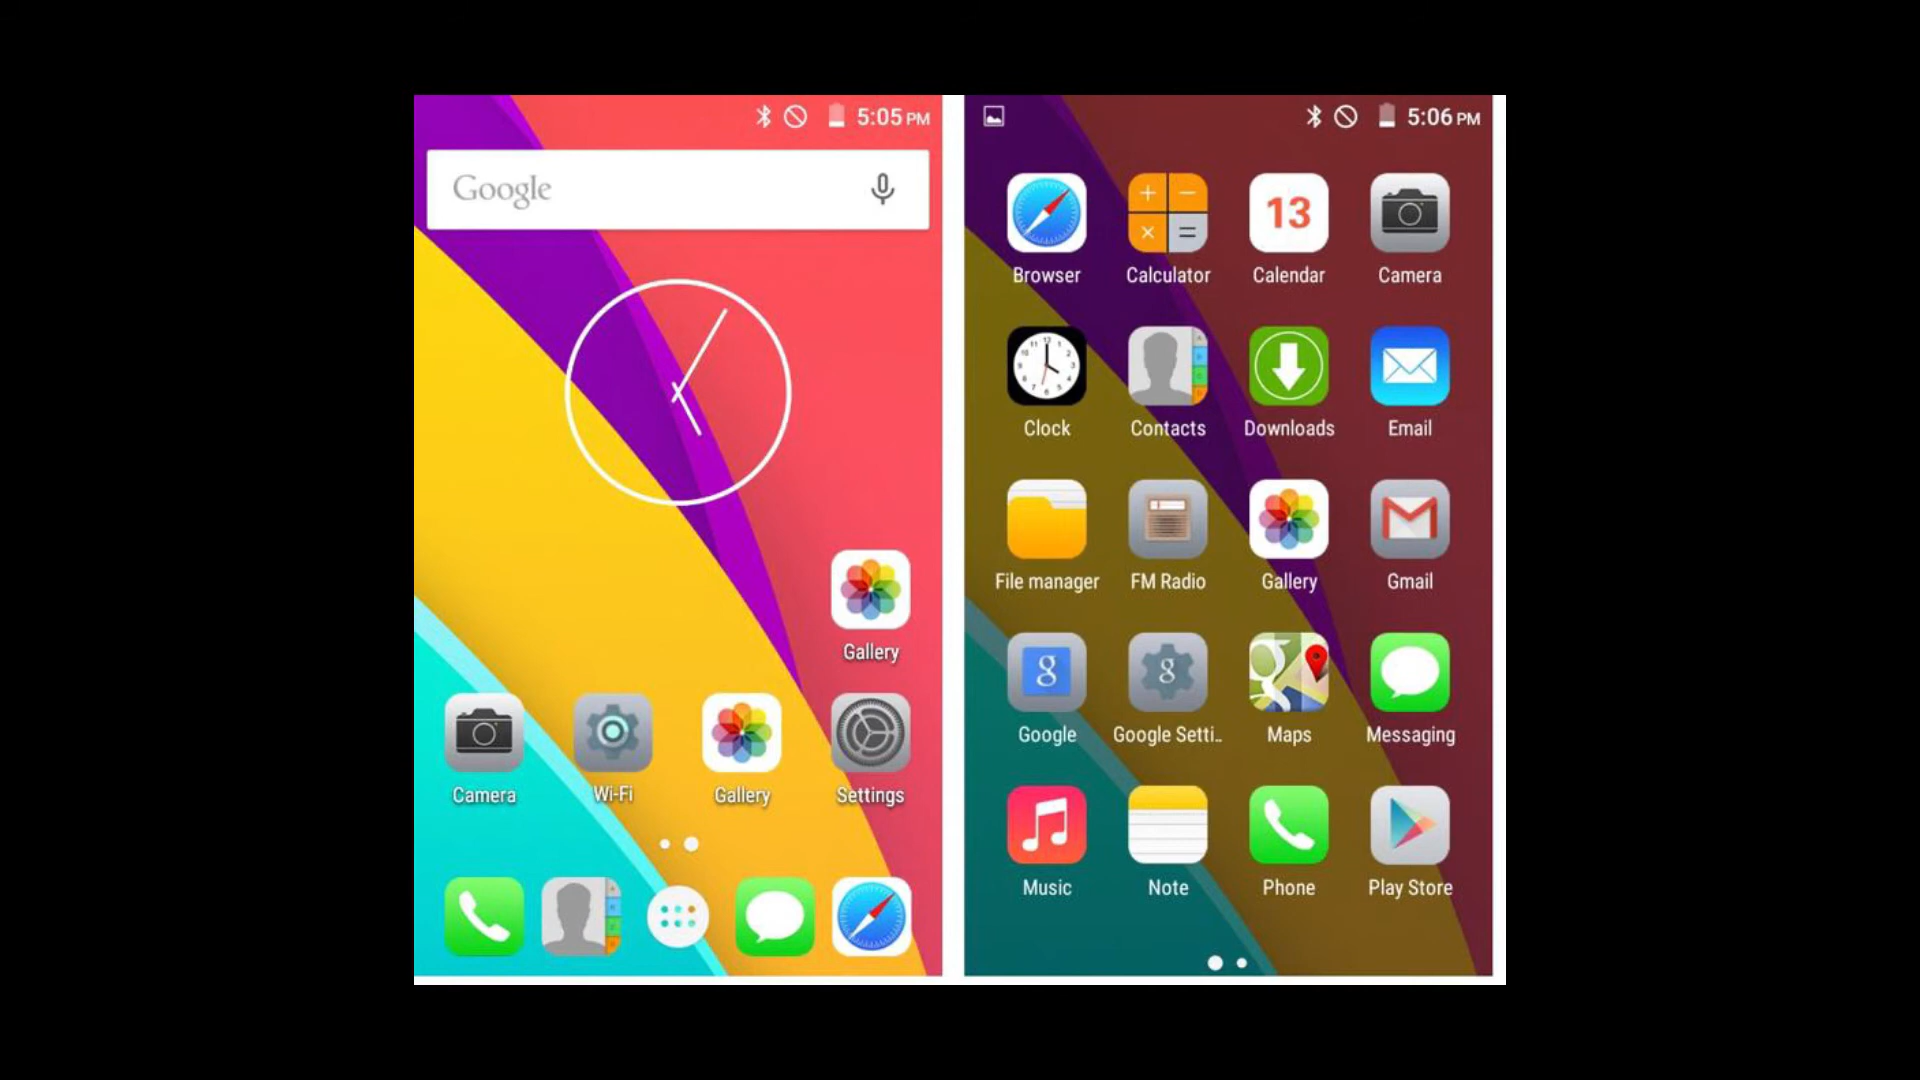 5:05 PM
Google
Gallery
Camera Wi-Fi Gallery Settings
5:06 PM
13
Browser Calculator Calendar Camera
Clock Contacts Downloads Email
File manager FM Radio Gallery Gmail
g g
Google Google Setti.. Maps Messaging
Music Note Phone Play Store